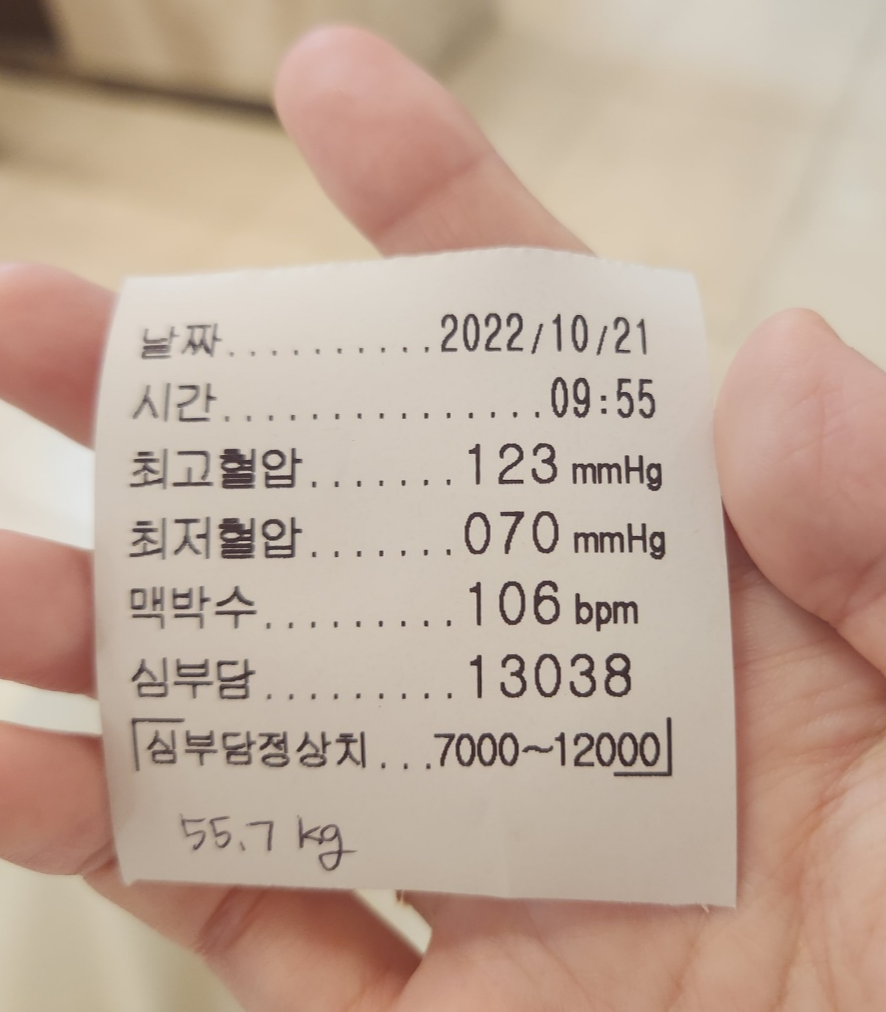 날짜..........2022/10/21
시간................09:55
최고혈압.......123 mmHg
최저혈압.......070 mmHg
맥박수.........106 bpm
심부담.........13038
심부담정상치...7000~12000
55.7 kg